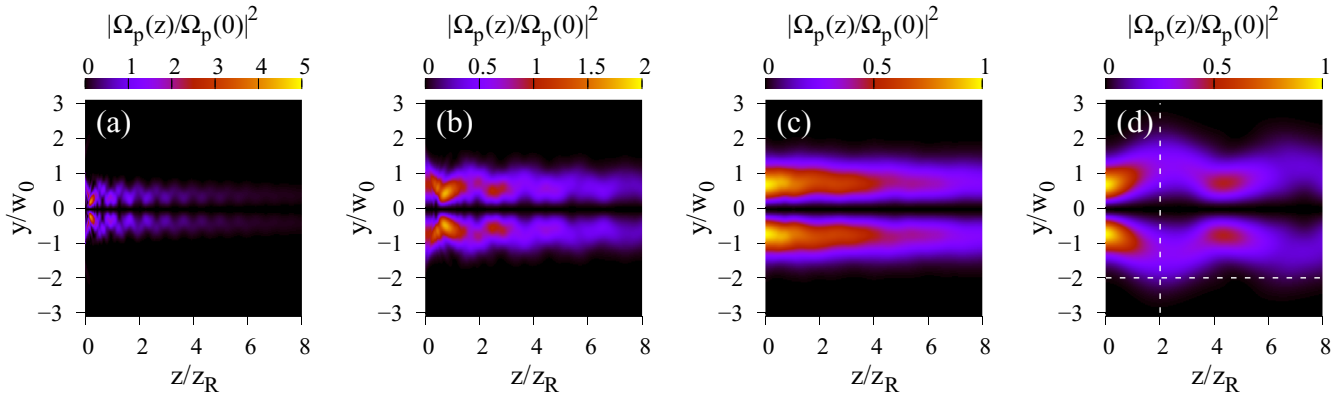 |Ωₚ(z)/Ωₚ(0)|² |Ωₚ(z)/Ωₚ(0)|² |Ωₚ(z)/Ωₚ(0)|² |Ωₚ(z)/Ωₚ(0)|²
0 1 2 3 4 5 0 0.5 1 1.5 2 0 0.5 1 0 0.5 1
(a) (b) (c) (d)
3 3 3 3
2 2 2 2
1 1 1 1
0 0 0 0
−1 −1 −1 −1
−2 −2 −2 −2
−3 −3 −3 −3
y/w₀ y/w₀ y/w₀ y/w₀
0 2 4 6 8 0 2 4 6 8 0 2 4 6 8 0 2 4 6 8
z/z_R z/z_R z/z_R z/z_R